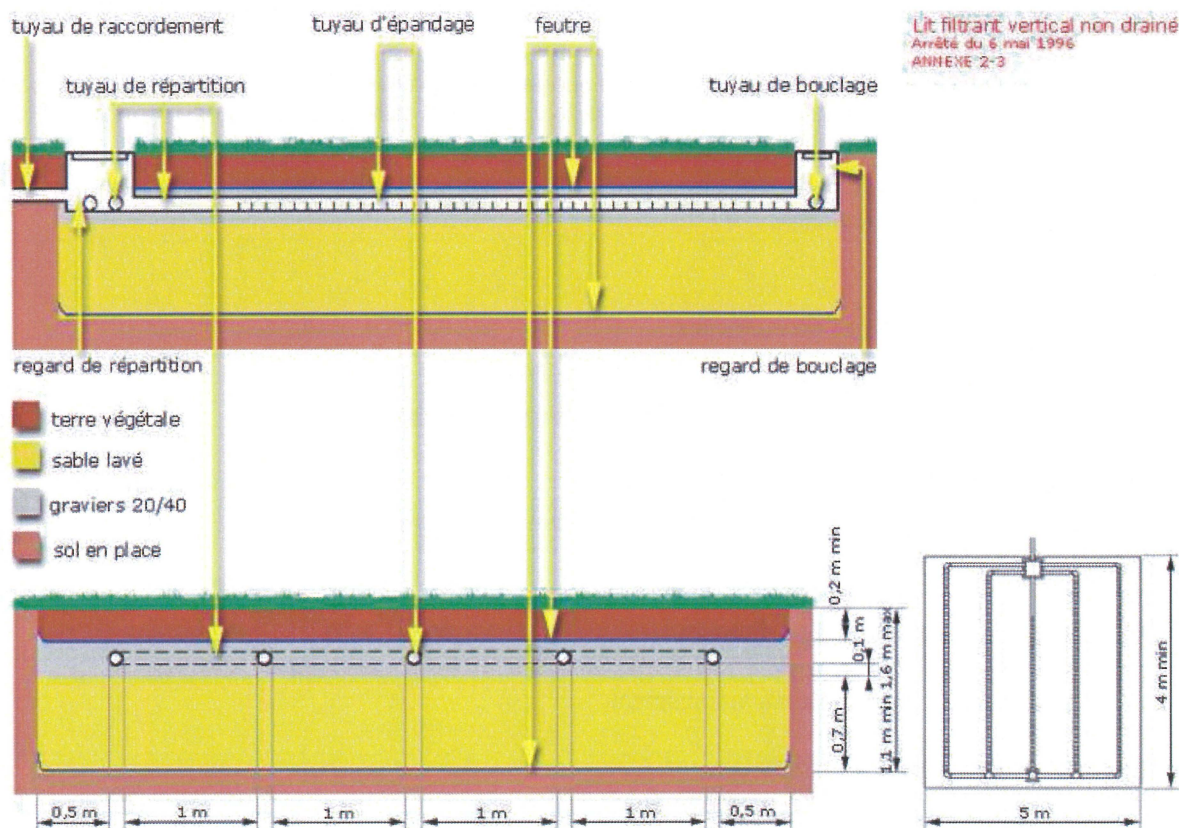 tuyau de raccordement
tuyau d'épandage
feutre
Lit filtrant vertical non drainé
Arrêté du 6 mai 1996
ANNEXE 2-3
tuyau de répartition
tuyau de bouclage
regard de répartition
regard de bouclage
terre végétale
sable lavé
graviers 20/40
sol en place
0,2 m min
0,1 m
0,7 m
1,1 m min 1,6 m max
4 m min
0,5 m
1 m
1 m
1 m
1 m
0,5 m
5 m